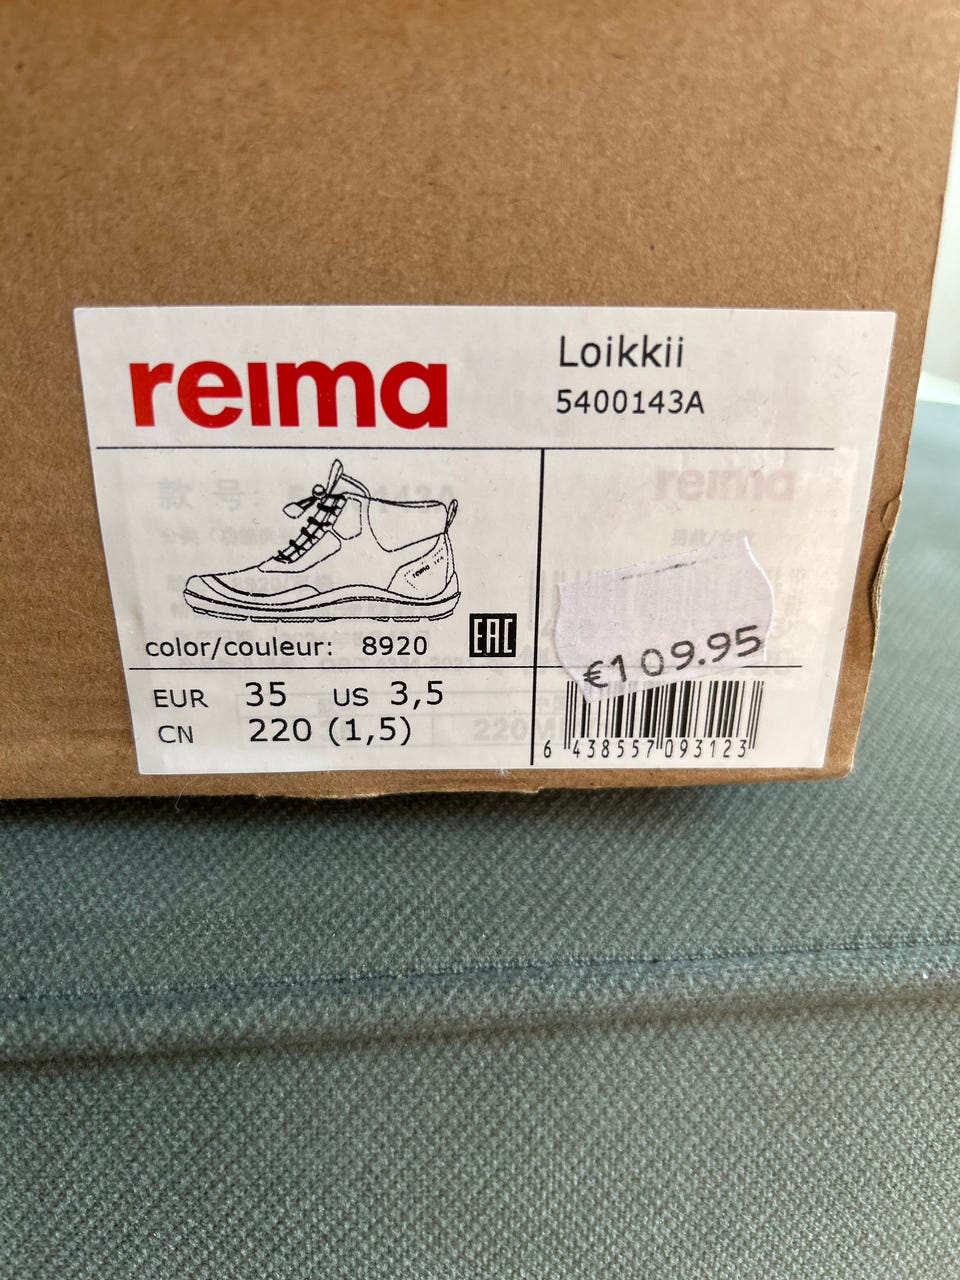 reima
Loikkii
5400143A
reima
color/couleur: 8920
EAC
EUR 35 US 3,5
CN 220 (1,5)
€109.95
6 438557 093123